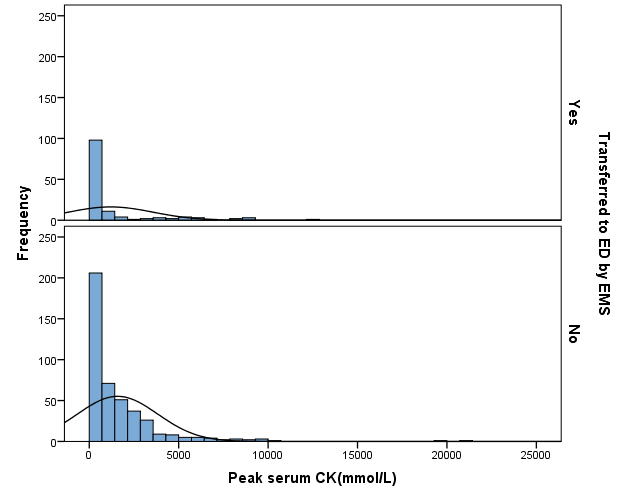 250
200
150
100
50
0
Yes
250
200
150
100
50
0
No
Frequency
Transferred to ED by EMS
0 5000 10000 15000 20000 25000
Peak serum CK(mmol/L)